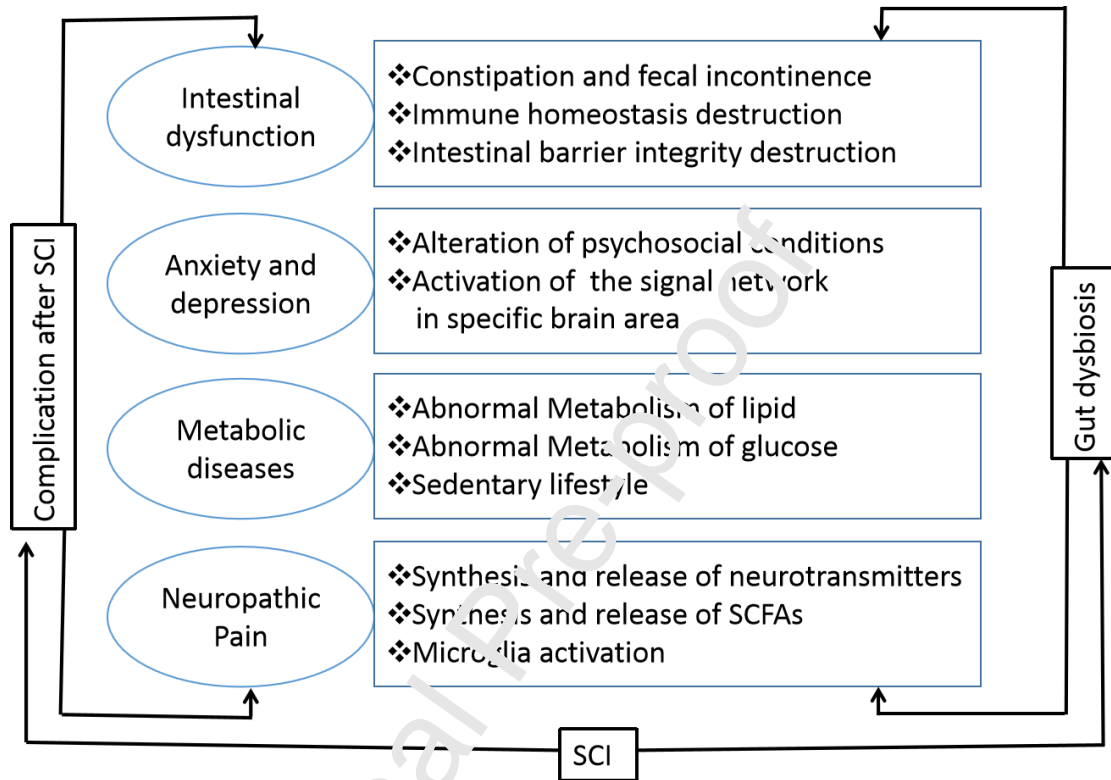 Intestinal
dysfunction
❖Constipation and fecal incontinence
❖Immune homeostasis destruction
❖Intestinal barrier integrity destruction
Anxiety and
depression
❖Alteration of psychosocial conditions
❖Activation of the signal network
in specific brain area
Metabolic
diseases
❖Abnormal Metabolism of lipid
❖Abnormal Metabolism of glucose
❖Sedentary lifestyle
Neuropathic
Pain
❖Synthesis and release of neurotransmitters
❖Synthesis and release of SCFAs
❖Microglia activation
Complication after SCI
Gut dysbiosis
SCI
al Pre-proof